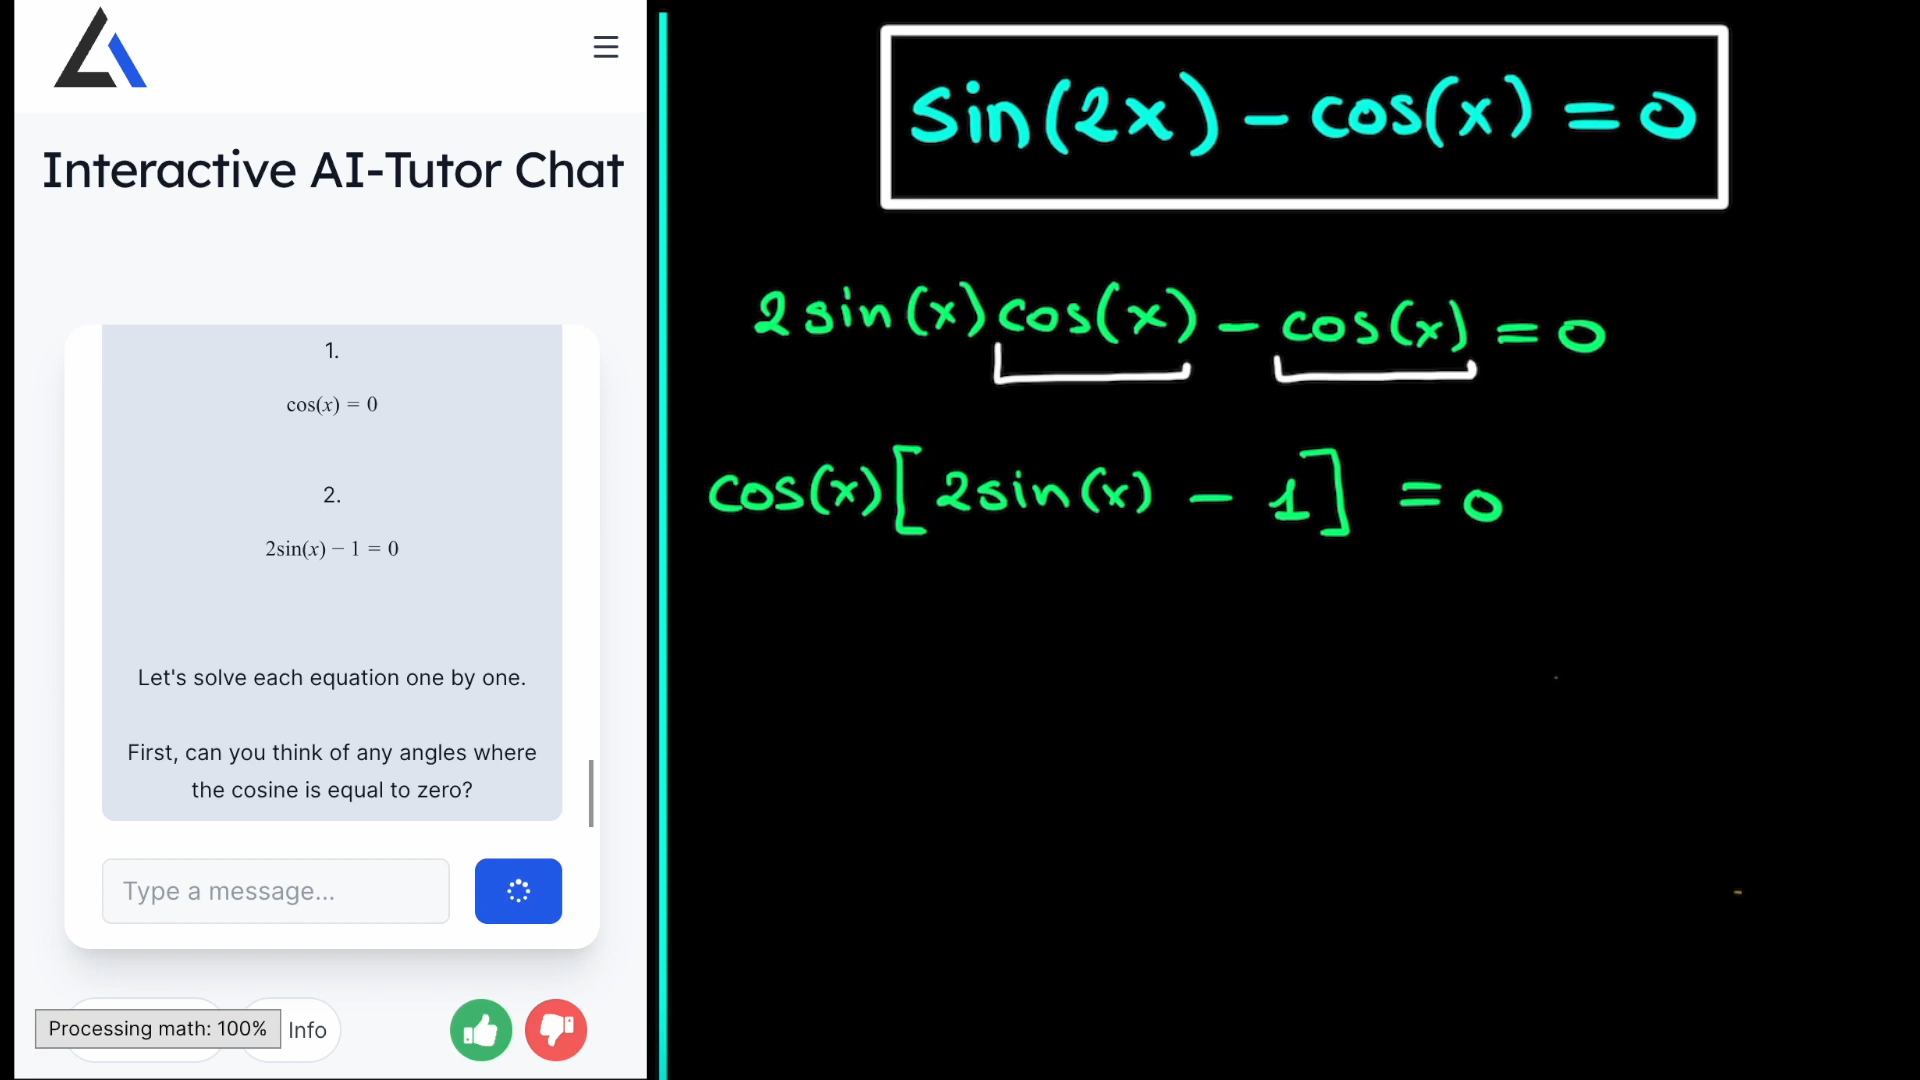 Interactive AI-Tutor Chat
1.
cos(x) = 0
2.
2sin(x) − 1 = 0
Let's solve each equation one by one.
First, can you think of any angles where
the cosine is equal to zero?
Type a message...
Processing math: 100%
Info
sin(2x) − cos(x) = 0
2sin(x)cos(x) − cos(x) = 0
cos(x)[2sin(x) − 1] = 0